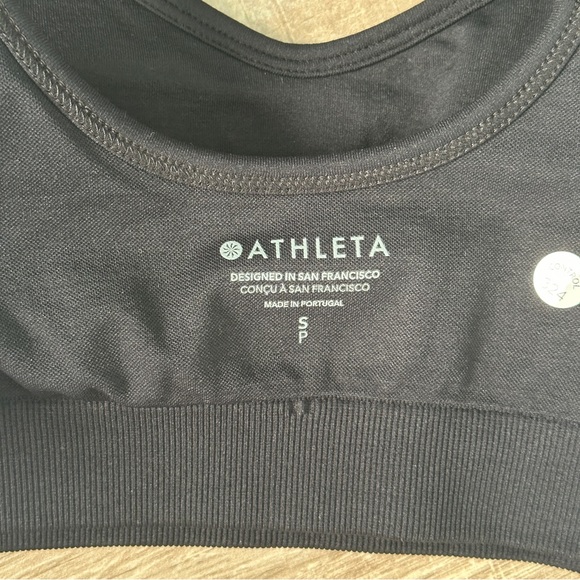 ATHLETA
DESIGNED IN SAN FRANCISCO
CONÇU À SAN FRANCISCO
MADE IN PORTUGAL
S
P